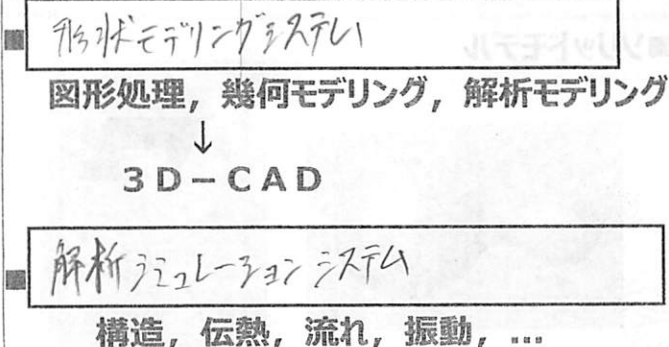 ■ 形状モデリングシステム
図形処理，幾何モデリング，解析モデリング
↓
３Ｄ－ＣＡＤ
■ 解析シミュレーションシステム
構造，伝熱，流れ，振動，…